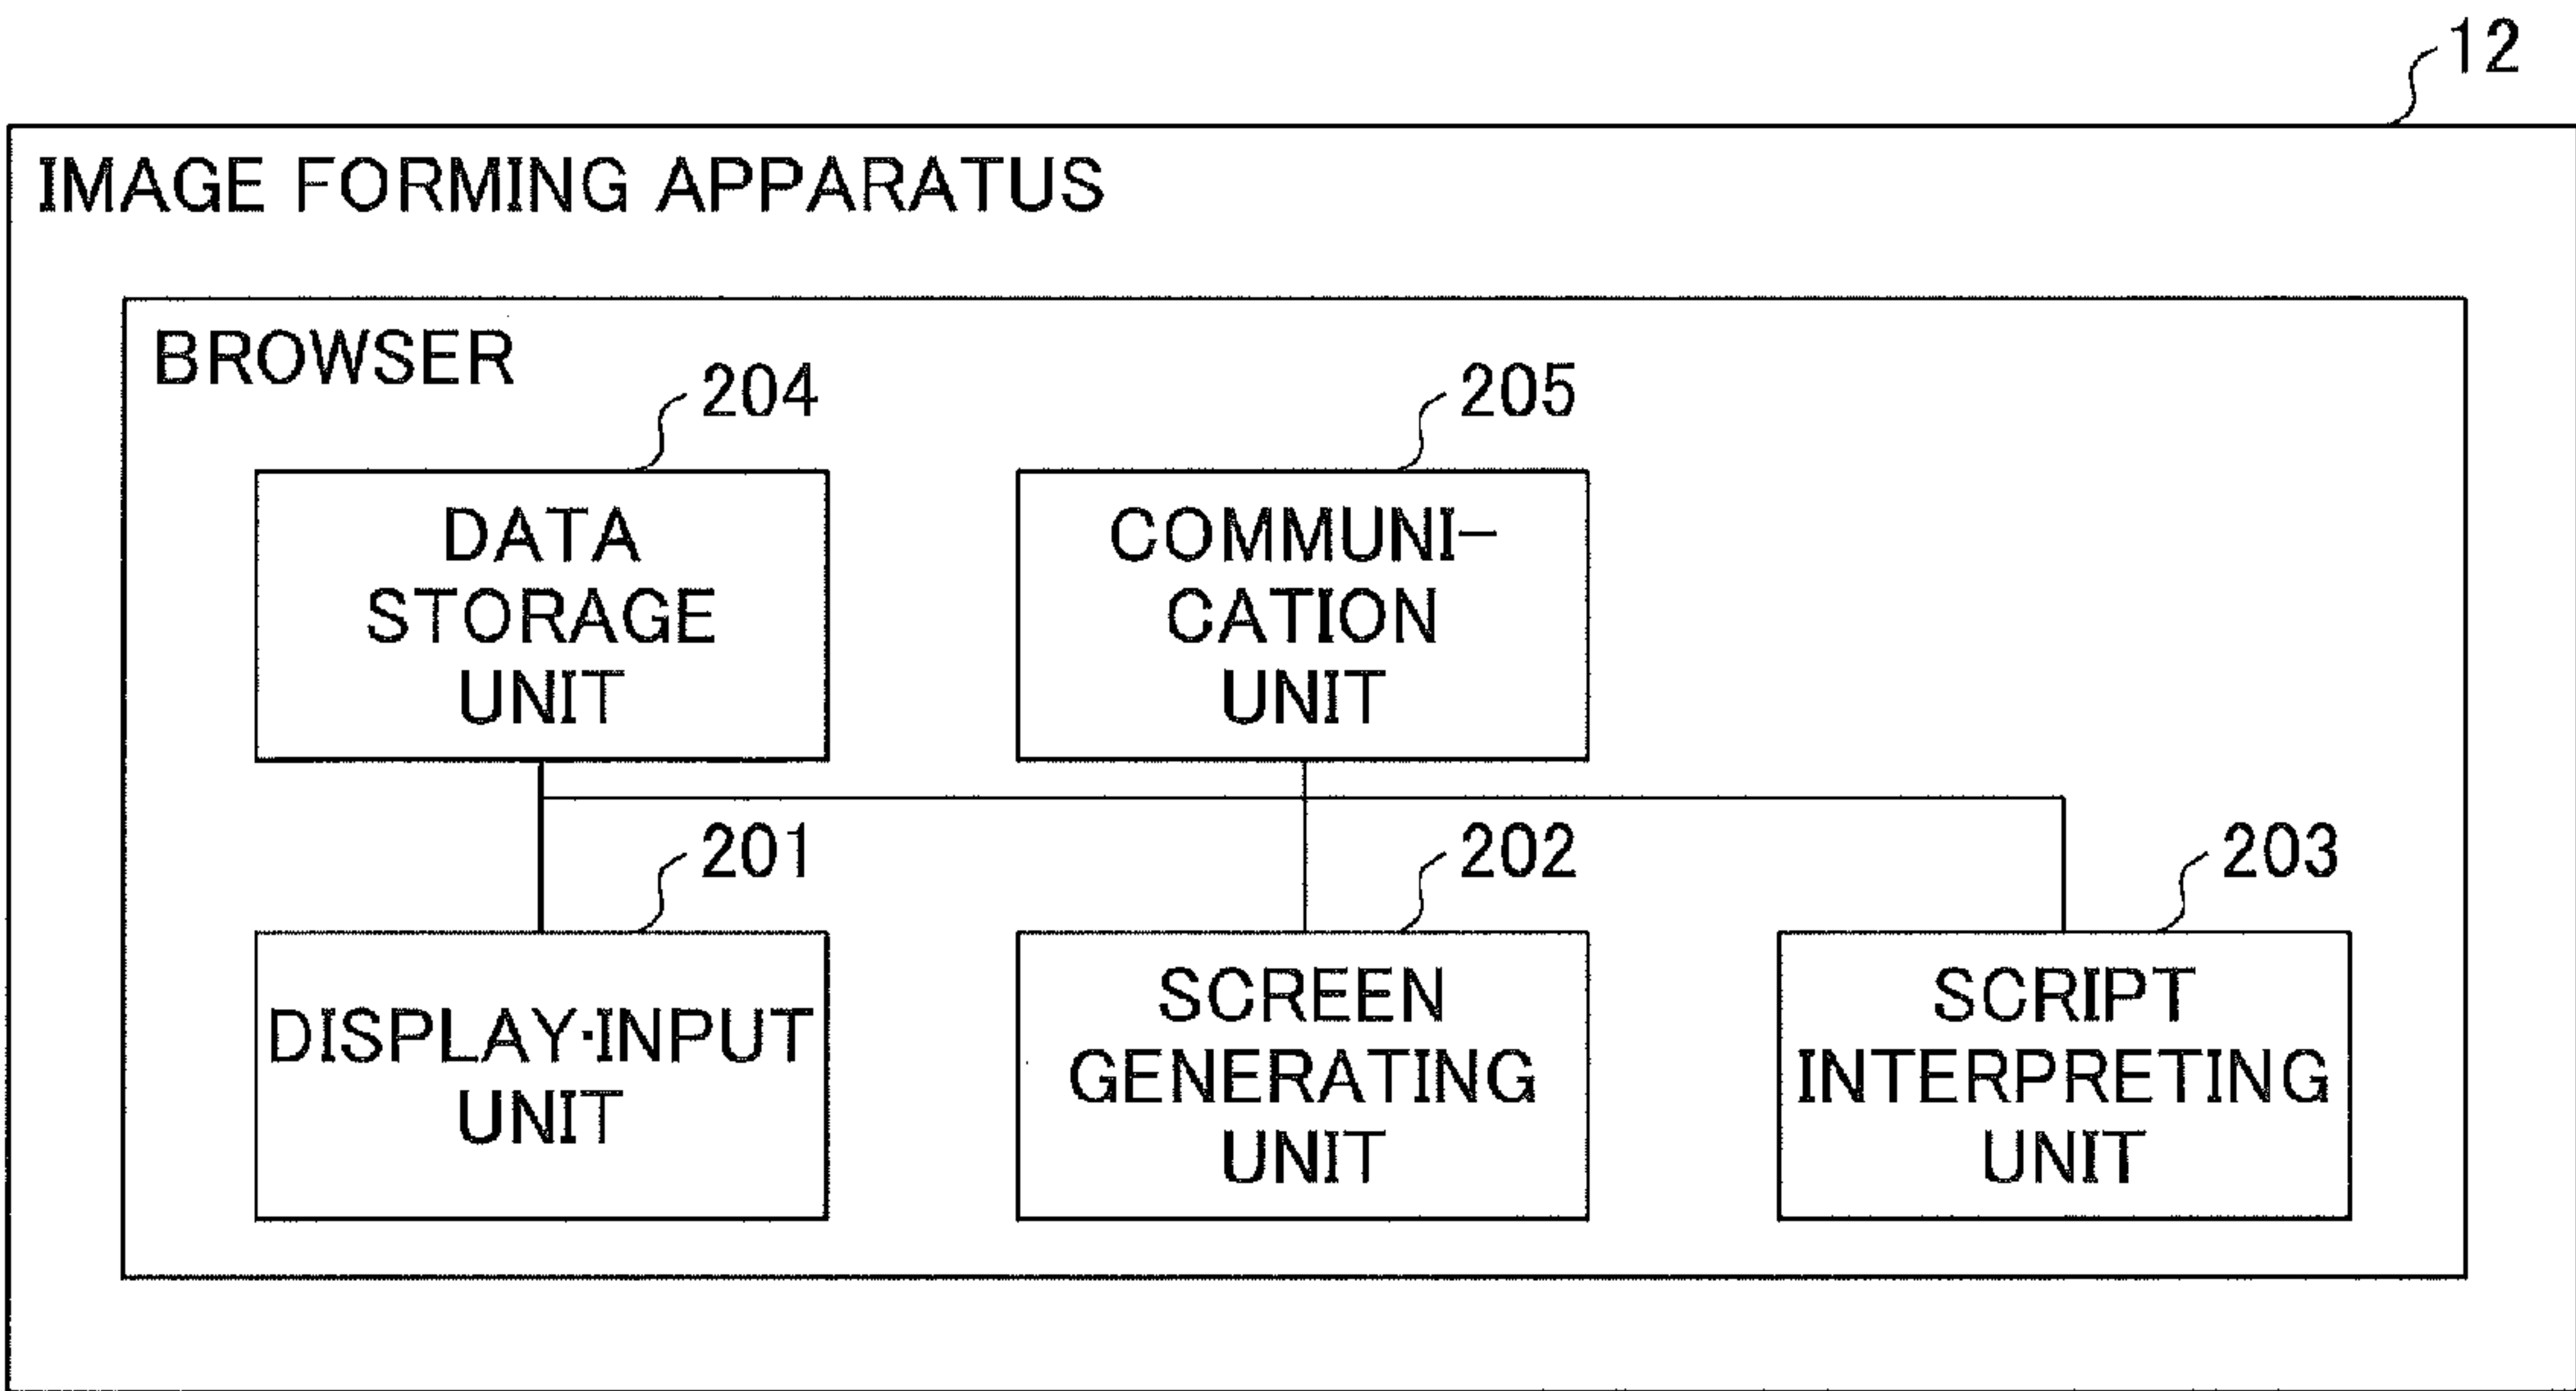 12
IMAGE FORMING APPARATUS
BROWSER
204
205
DATA
STORAGE
UNIT
COMMUNI-
CATION
UNIT
201
202
203
DISPLAY·INPUT
UNIT
SCREEN
GENERATING
UNIT
SCRIPT
INTERPRETING
UNIT